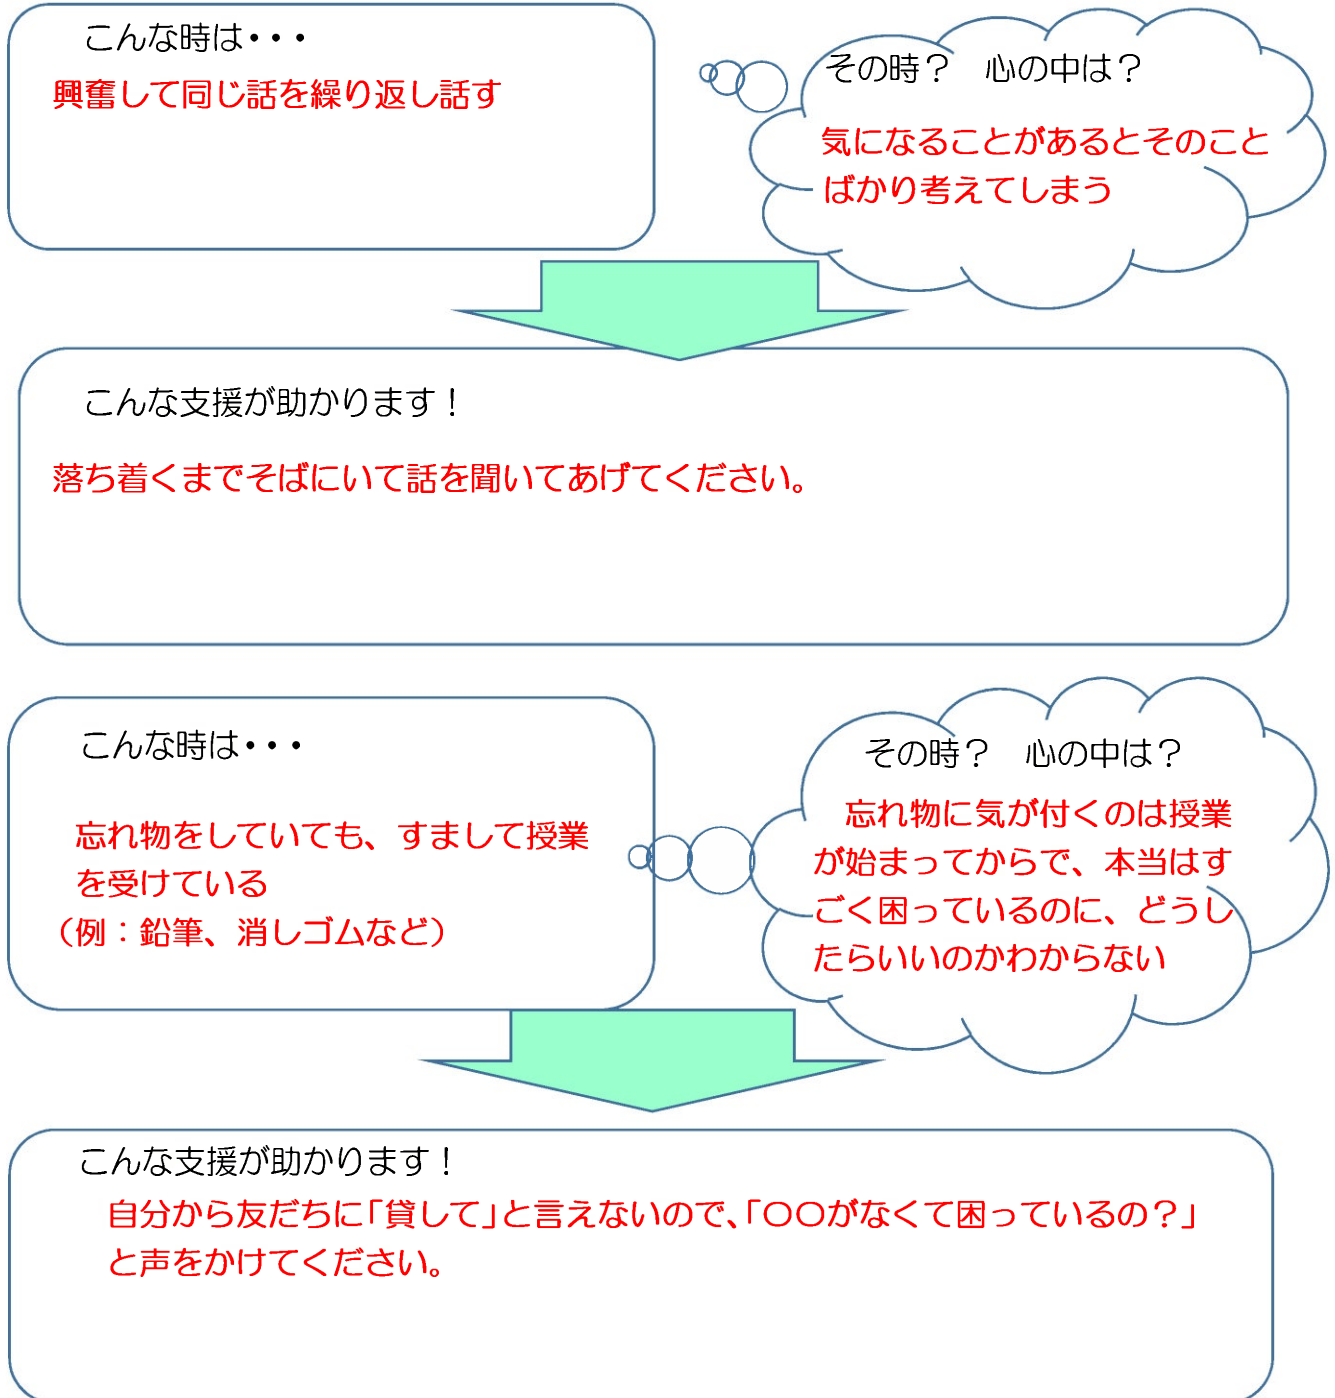 こんな時は・・・
興奮して同じ話を繰り返し話す
その時？　心の中は？
気になることがあるとそのこと
ばかり考えてしまう
こんな支援が助かります！
落ち着くまでそばにいて話を聞いてあげてください。
こんな時は・・・
忘れ物をしていても、すまして授業
を受けている
（例：鉛筆、消しゴムなど）
その時？　心の中は？
忘れ物に気が付くのは授業
が始まってからで、本当はす
ごく困っているのに、どうし
たらいいのかわからない
こんな支援が助かります！
自分から友だちに「貸して」と言えないので、「〇〇がなくて困っているの？」
と声をかけてください。